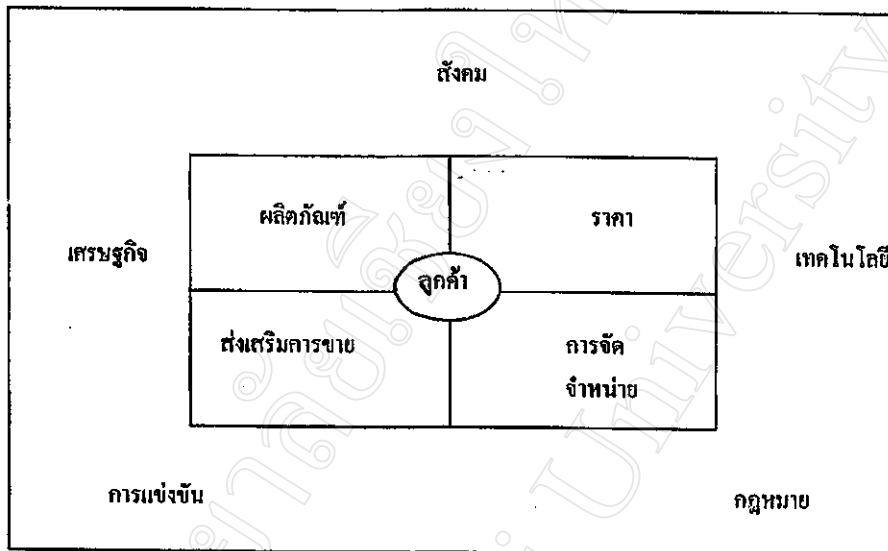 สังคม
ผลิตภัณฑ์
ราคา
เศรษฐกิจ
ลูกค้า
เทคโนโลยี
ส่งเสริมการขาย
การจัด
จำหน่าย
การแข่งขัน
กฎหมาย
University